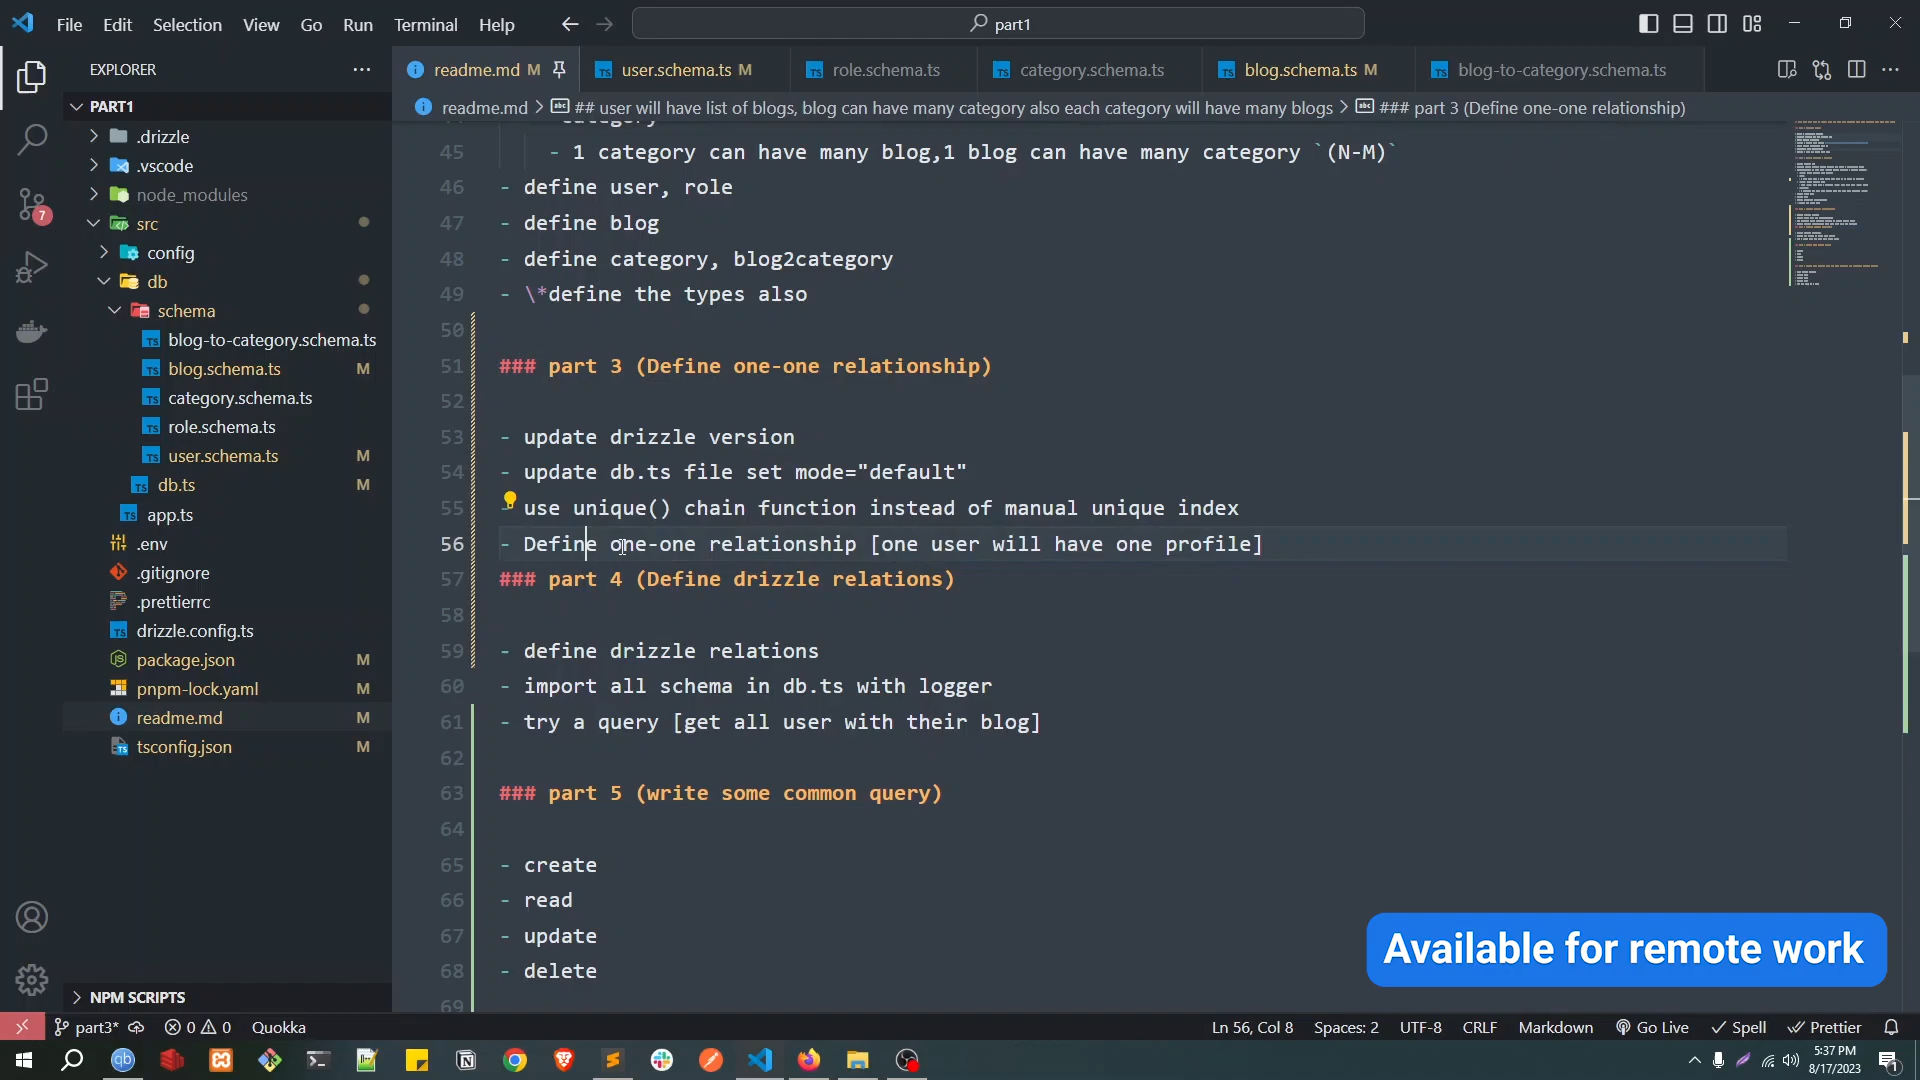 File Edit Selection View Go Run Terminal Help
part1
EXPLORER
readme.md M
user.schema.ts M
role.schema.ts
category.schema.ts
blog.schema.ts M
blog-to-category.schema.ts
PART1
readme.md > ## user will have list of blogs, blog can have many category also each category will have many blogs > ### part 3 (Define one-one relationship)
.drizzle
.vscode
node_modules
src
config
db
schema
blog-to-category.schema.ts
blog.schema.ts M
category.schema.ts
role.schema.ts
user.schema.ts M
db.ts M
app.ts
.env
.gitignore
.prettierrc
drizzle.config.ts
package.json M
pnpm-lock.yaml M
readme.md M
tsconfig.json M
NPM SCRIPTS
7
45 - 1 category can have many blog,1 blog can have many category `(N-M)`
46 - define user, role
47 - define blog
48 - define category, blog2category
49 - \*define the types also
50
51 ### part 3 (Define one-one relationship)
52
53 - update drizzle version
54 - update db.ts file set mode="default"
55 - use unique() chain function instead of manual unique index
56 - Define one-one relationship [one user will have one profile]
57 ### part 4 (Define drizzle relations)
58
59 - define drizzle relations
60 - import all schema in db.ts with logger
61 - try a query [get all user with their blog]
62
63 ### part 5 (write some common query)
64
65 - create
66 - read
67 - update
68 - delete
69
Available for remote work
part3* 0 0 Quokka
Ln 56, Col 8 Spaces: 2 UTF-8 CRLF Markdown Go Live Spell Prettier
5:37 PM
8/17/2023